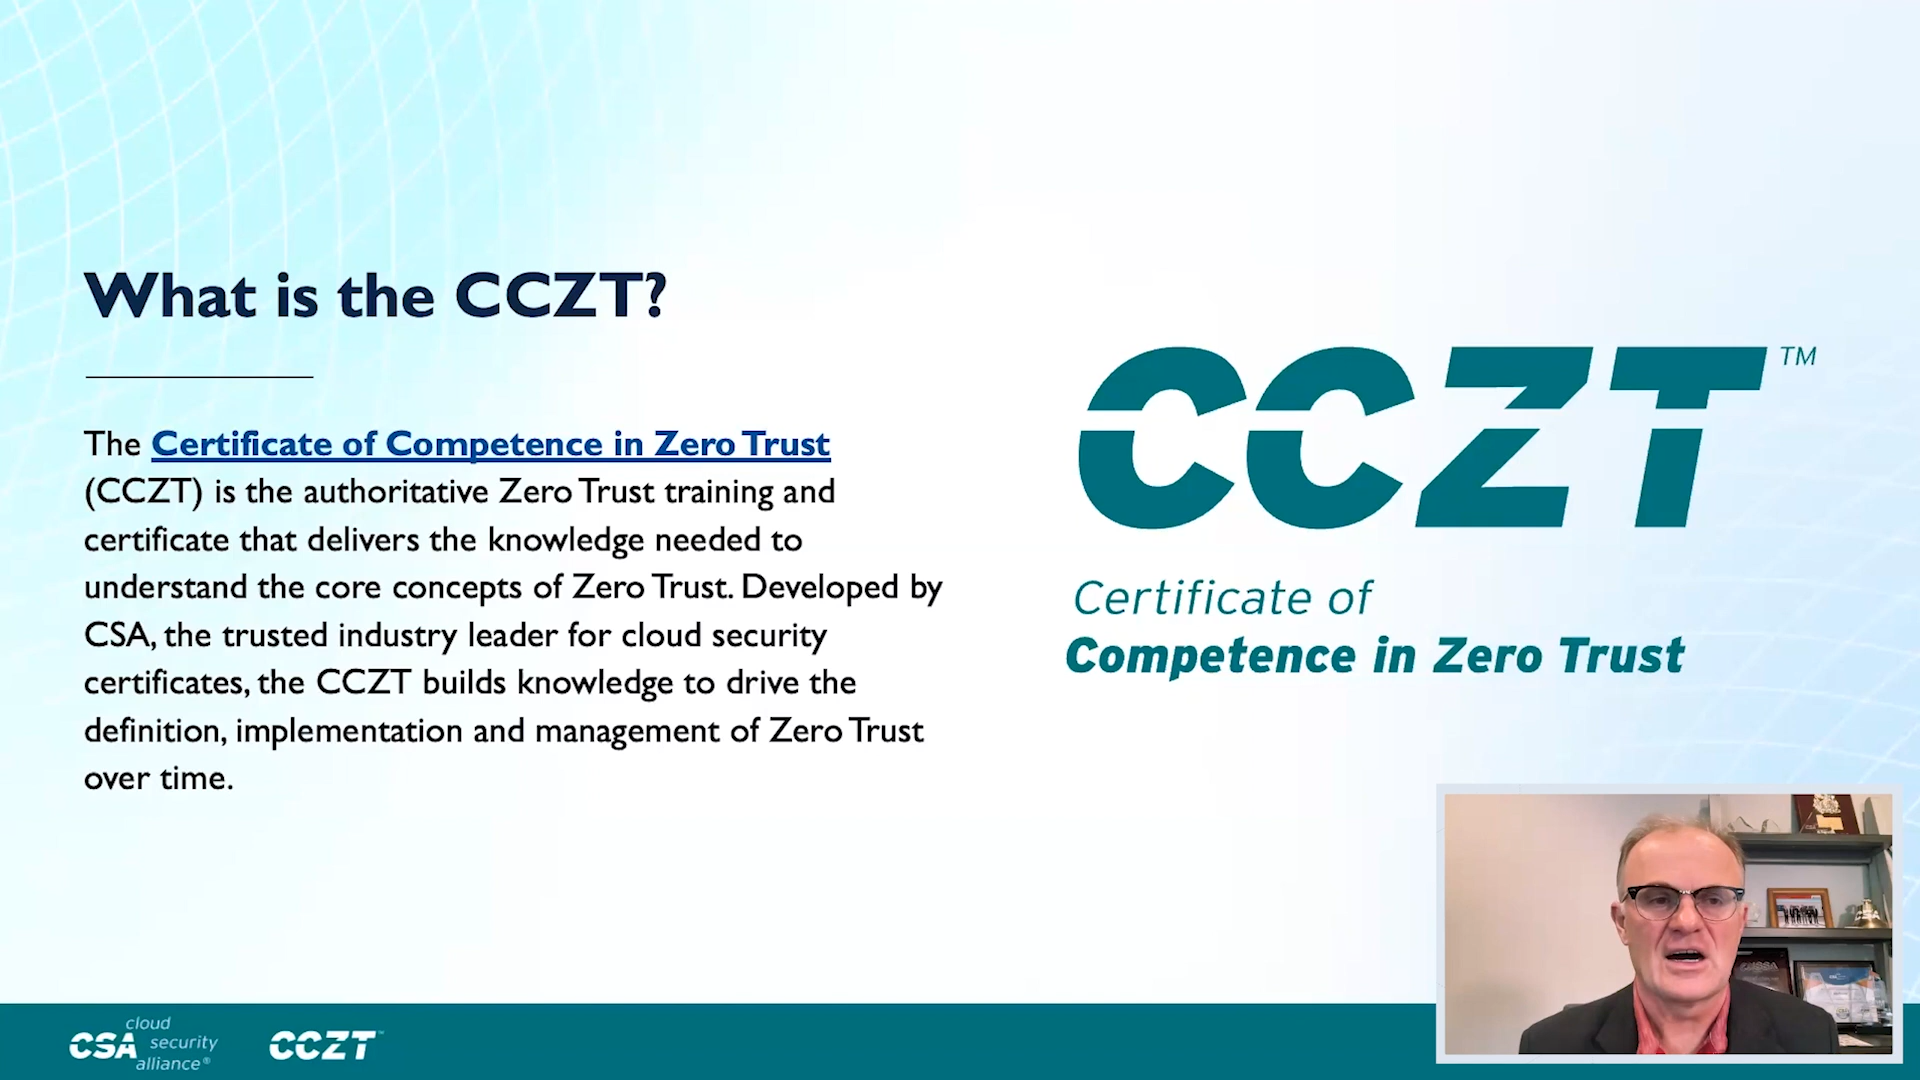 What is the CCZT?
The Certificate of Competence in Zero Trust
(CCZT) is the authoritative Zero Trust training and
certificate that delivers the knowledge needed to
understand the core concepts of Zero Trust. Developed by
CSA, the trusted industry leader for cloud security
certificates, the CCZT builds knowledge to drive the
definition, implementation and management of Zero Trust
over time.
CCZT™
Certificate of
Competence in Zero Trust
CSA cloud
security
alliance®
CCZT™
CSA